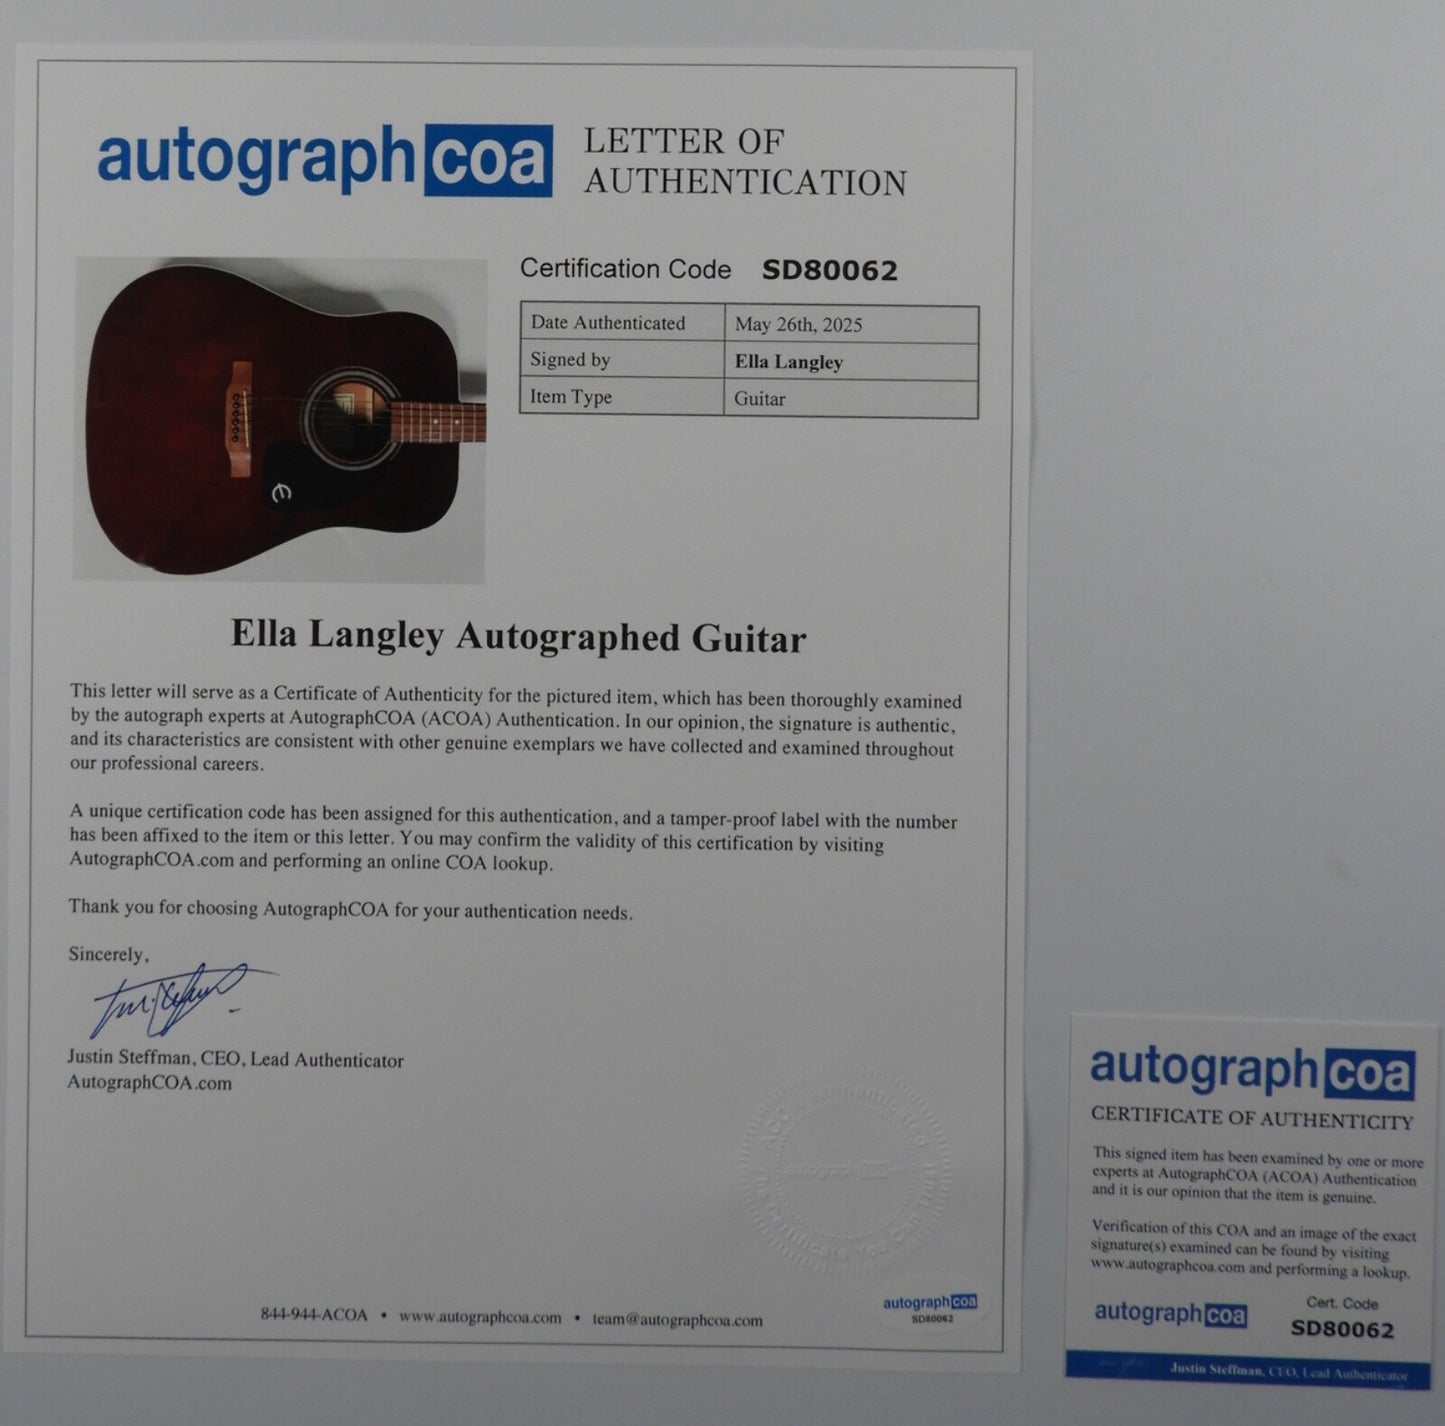 autographcoa
LETTER OF
AUTHENTICATION
Certification Code SD80062
Date Authenticated May 26th, 2025
Signed by Ella Langley
Item Type Guitar
Ella Langley Autographed Guitar
This letter will serve as a Certificate of Authenticity for the pictured item, which has been thoroughly examined
by the autograph experts at AutographCOA (ACOA) Authentication. In our opinion, the signature is authentic,
and its characteristics are consistent with other genuine exemplars we have collected and examined throughout
our professional careers.
A unique certification code has been assigned for this authentication, and a tamper-proof label with the number
has been affixed to the item or this letter. You may confirm the validity of this certification by visiting
AutographCOA.com and performing an online COA lookup.
Thank you for choosing AutographCOA for your authentication needs.
Sincerely,
Justin Steffman, CEO, Lead Authenticator
AutographCOA.com
autographcoa
The Certificate You Can Trust
844-944-ACOA • www.autographcoa.com • team@autographcoa.com
autographcoa
SD80062
autographcoa
CERTIFICATE OF AUTHENTICITY
This signed item has been examined by one or more
experts at AutographCOA (ACOA) Authentication
and it is our opinion that the item is genuine.
Verification of this COA and an image of the exact
signature(s) examined can be found by visiting
www.autographcoa.com and performing a lookup.
autographcoa
Cert. Code
SD80062
Justin Steffman, CEO, Lead Authenticator